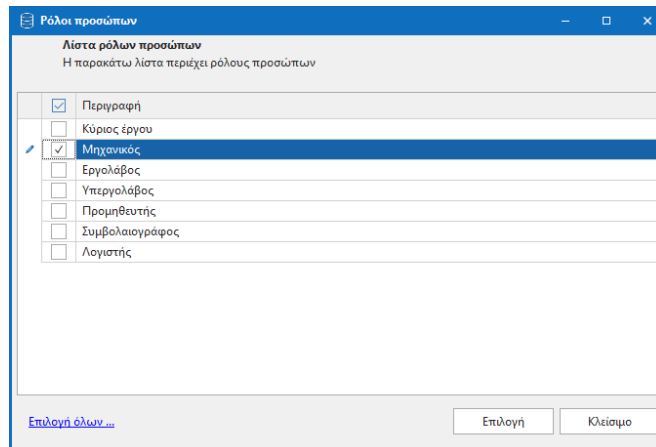 Ρόλοι προσώπων
Λίστα ρόλων προσώπων
Η παρακάτω λίστα περιέχει ρόλους προσώπων
Περιγραφή
Κύριος έργου
Μηχανικός
Εργολάβος
Υπεργολάβος
Προμηθευτής
Συμβολαιογράφος
Λογιστής
Επιλογή όλων ...
Επιλογή
Κλείσιμο